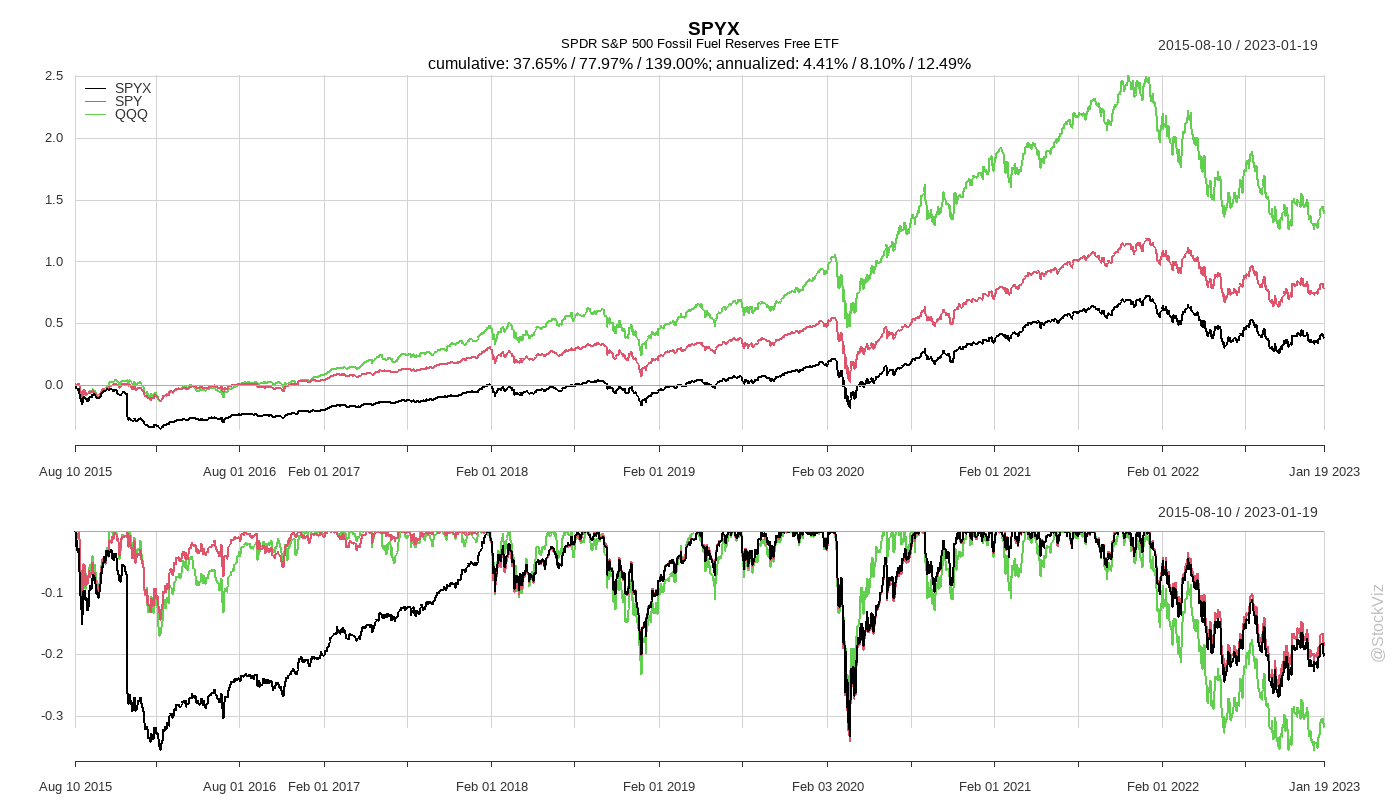 SPYX
SPDR S&P 500 Fossil Fuel Reserves Free ETF
2015-08-10 / 2023-01-19
cumulative: 37.65% / 77.97% / 139.00%; annualized: 4.41% / 8.10% / 12.49%
2.5
SPYX
SPY
QQQ
2.0
1.5
1.0
0.5
0.0
Aug 10 2015 Aug 01 2016 Feb 01 2017 Feb 01 2018 Feb 01 2019 Feb 03 2020 Feb 01 2021 Feb 01 2022 Jan 19 2023
2015-08-10 / 2023-01-19
-0.1
-0.2
-0.3
@StockViz
Aug 10 2015 Aug 01 2016 Feb 01 2017 Feb 01 2018 Feb 01 2019 Feb 03 2020 Feb 01 2021 Feb 01 2022 Jan 19 2023